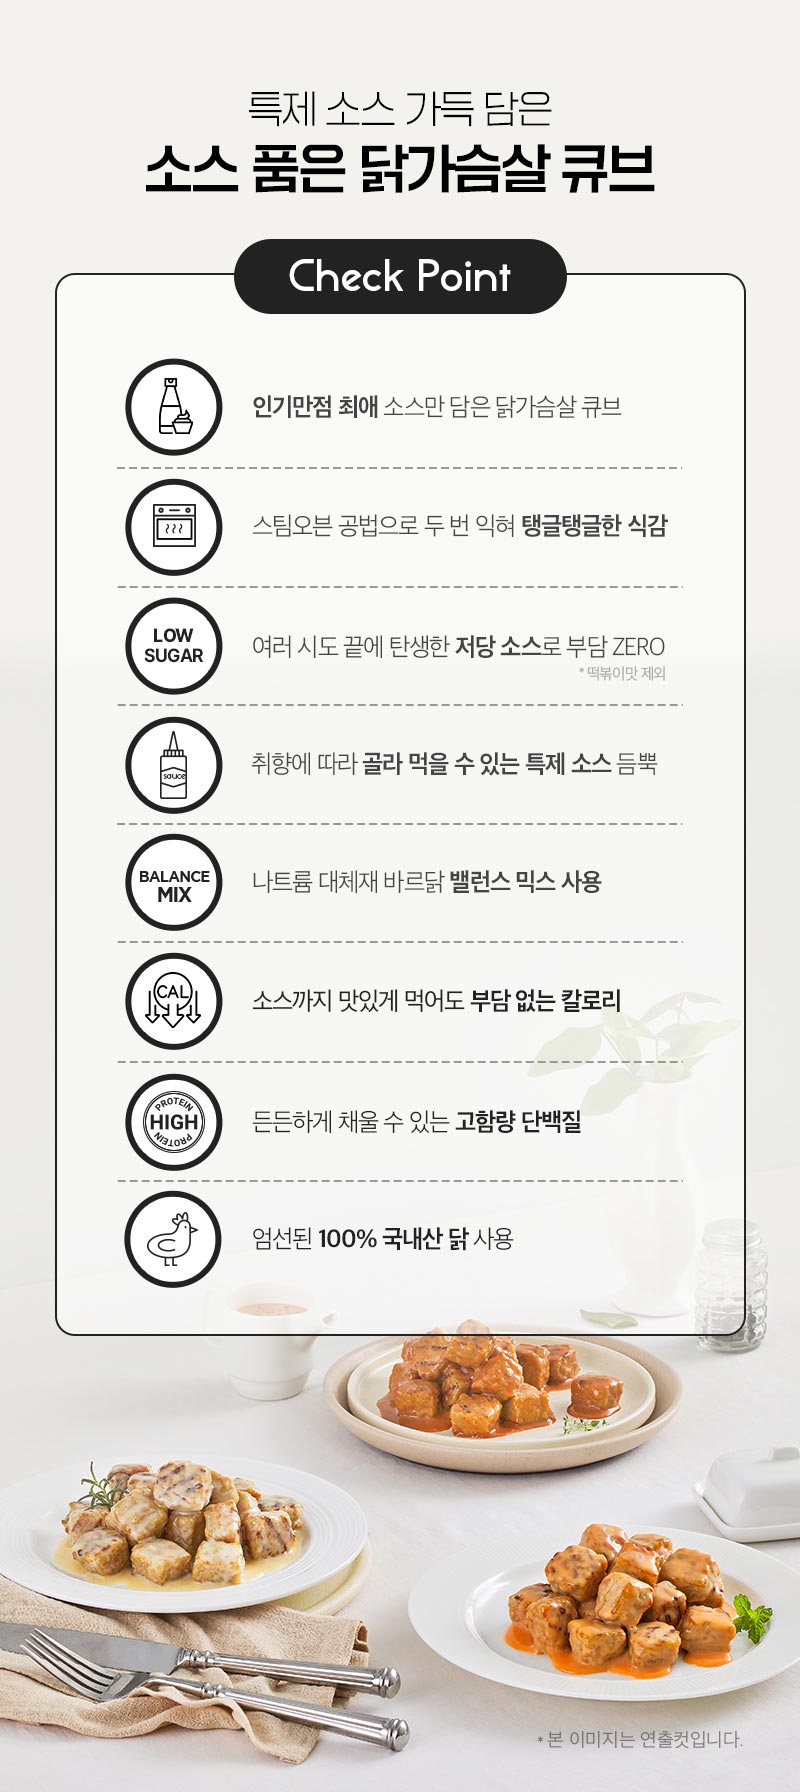 특제 소스 가득 담은
소스 품은 닭가슴살 큐브
Check Point
인기만점 최애 소스만 담은 닭가슴살 큐브
스팀오븐 공법으로 두 번 익혀 탱글탱글한 식감
LOW
SUGAR
여러 시도 끝에 탄생한 저당 소스로 부담 ZERO
* 떡볶이맛 제외
sauce
취향에 따라 골라 먹을 수 있는 특제 소스 듬뿍
BALANCE
MIX
나트륨 대체재 바르닭 밸런스 믹스 사용
CAL
소스까지 맛있게 먹어도 부담 없는 칼로리
PROTEIN
HIGH
PROTEIN
든든하게 채울 수 있는 고함량 단백질
엄선된 100% 국내산 닭 사용
* 본 이미지는 연출컷입니다.